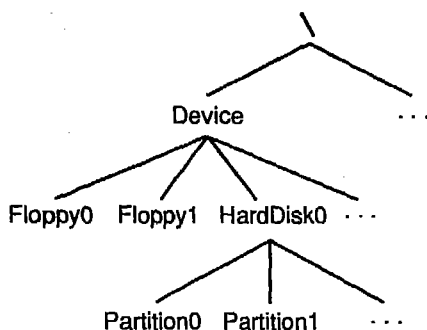 \
Device ...
Floppy0 Floppy1 HardDisk0 ...
Partition0 Partition1 ...